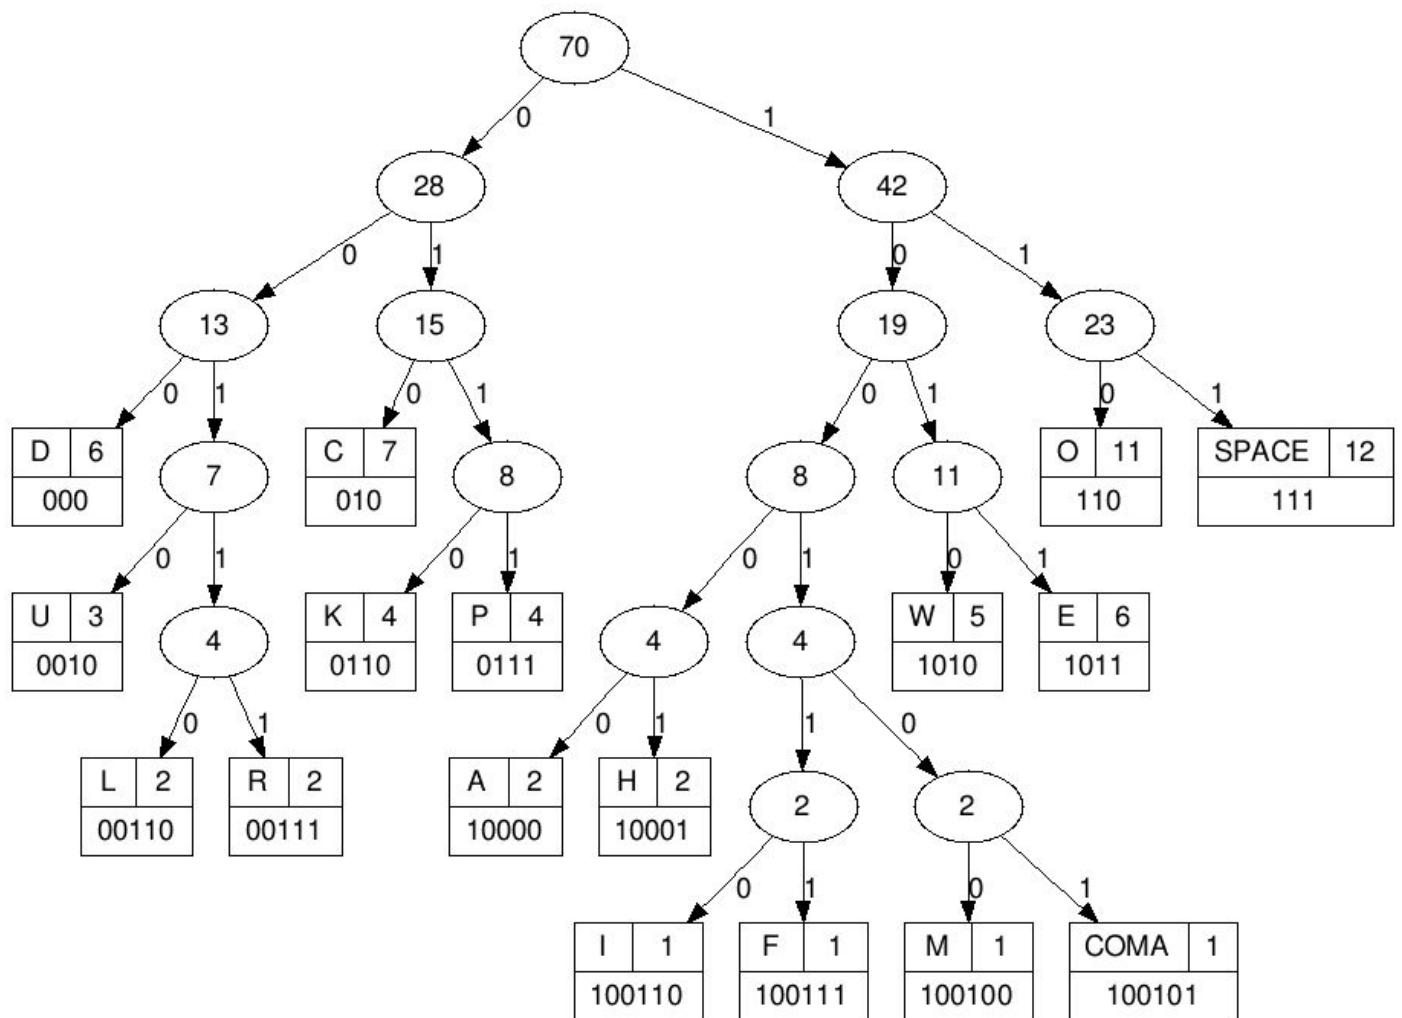 70
0 1
28 42
0 1 0 1
13 15 19 23
0 1 0 1 0 1 0 1
D 6 C 7 O 11 SPACE 12
7 8 8 11
000 010 110 111
0 1 0 1 0 1 0 1
U 3 K 4 P 4 W 5 E 6
4 4 4
0010 0110 0111 1010 1011
0 1 0 1 1 0
L 2 R 2 A 2 H 2
2 2
00110 00111 10000 10001
0 1 0 1
I 1 F 1 M 1 COMA 1
100110 100111 100100 100101